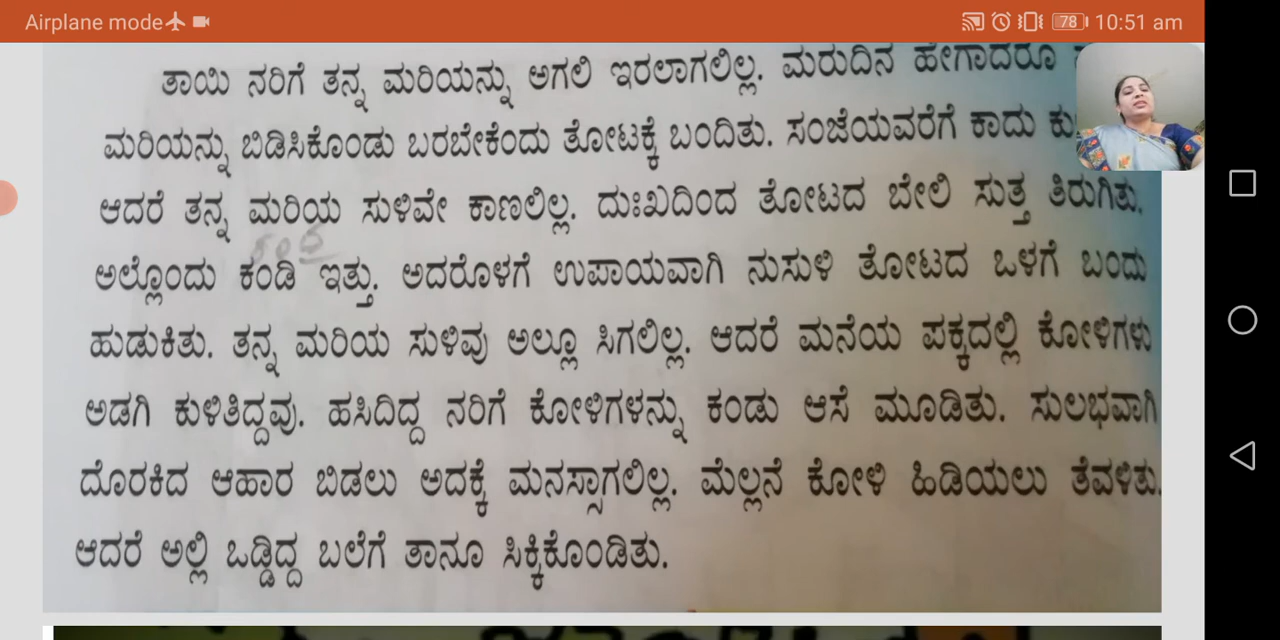 Airplane mode 78 10:51 am
ತಾಯಿ ನರಿಗೆ ತನ್ನ ಮರಿಯನ್ನು ಅಗಲಿ ಇರಲಾಗಲಿಲ್ಲ. ಮರುದಿನ ಹೇಗಾದರೂ
ಮರಿಯನ್ನು ಬಿಡಿಸಿಕೊಂಡು ಬರಬೇಕೆಂದು ತೋಟಕ್ಕೆ ಬಂದಿತು. ಸಂಜೆಯವರೆಗೆ ಕಾದು
ಆದರೆ ತನ್ನ ಮರಿಯ ಸುಳಿವೇ ಕಾಣಲಿಲ್ಲ. ದುಃಖದಿಂದ ತೋಟದ ಬೇಲಿ ಸುತ್ತ ತಿರುಗಿತು.
ಅಲ್ಲೊಂದು ಕಂಡಿ ಇತ್ತು. ಅದರೊಳಗೆ ಉಪಾಯವಾಗಿ ನುಸುಳಿ ತೋಟದ ಒಳಗೆ ಬಂದು
ಹುಡುಕಿತು. ತನ್ನ ಮರಿಯ ಸುಳಿವು ಅಲ್ಲೂ ಸಿಗಲಿಲ್ಲ. ಆದರೆ ಮನೆಯ ಪಕ್ಕದಲ್ಲಿ ಕೋಳಿಗಳು
ಅಡಗಿ ಕುಳಿತಿದ್ದವು. ಹಸಿದಿದ್ದ ನರಿಗೆ ಕೋಳಿಗಳನ್ನು ಕಂಡು ಆಸೆ ಮೂಡಿತು. ಸುಲಭವಾಗಿ
ದೊರಕಿದ ಆಹಾರ ಬಿಡಲು ಅದಕ್ಕೆ ಮನಸ್ಸಾಗಲಿಲ್ಲ. ಮೆಲ್ಲನೆ ಕೋಳಿ ಹಿಡಿಯಲು ತೆವಳಿತು.
ಆದರೆ ಅಲ್ಲಿ ಒಡ್ಡಿದ್ದ ಬಲೆಗೆ ತಾನೂ ಸಿಕ್ಕಿಕೊಂಡಿತು.